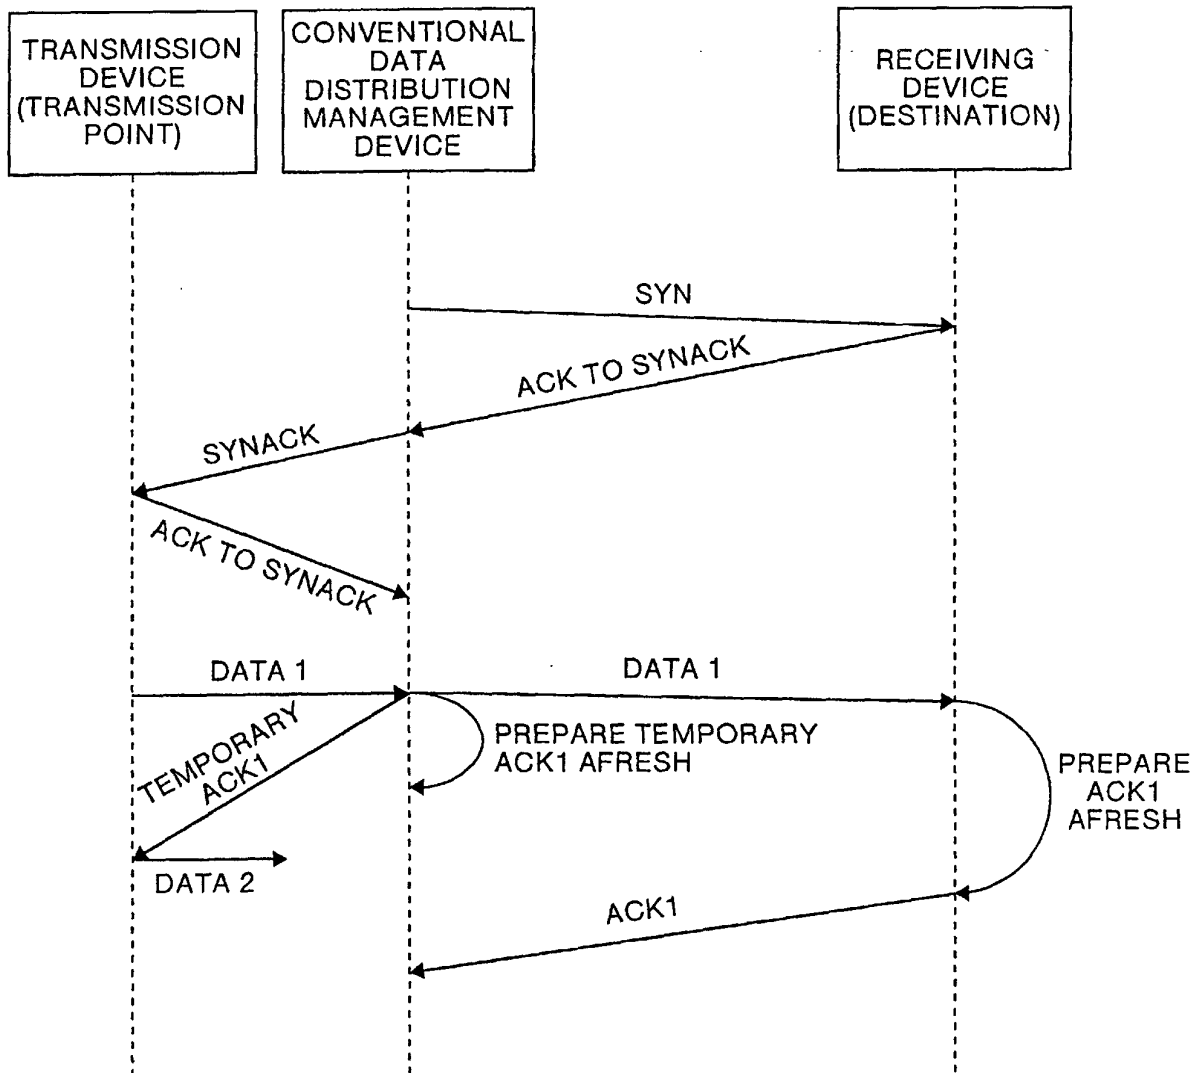 TRANSMISSION
DEVICE
(TRANSMISSION
POINT)
CONVENTIONAL
DATA
DISTRIBUTION
MANAGEMENT
DEVICE
RECEIVING
DEVICE
(DESTINATION)
SYN
ACK TO SYNACK
SYNACK
ACK TO SYNACK
DATA 1
DATA 1
TEMPORARY
ACK1
PREPARE TEMPORARY
ACK1 AFRESH
PREPARE
ACK1
AFRESH
DATA 2
ACK1